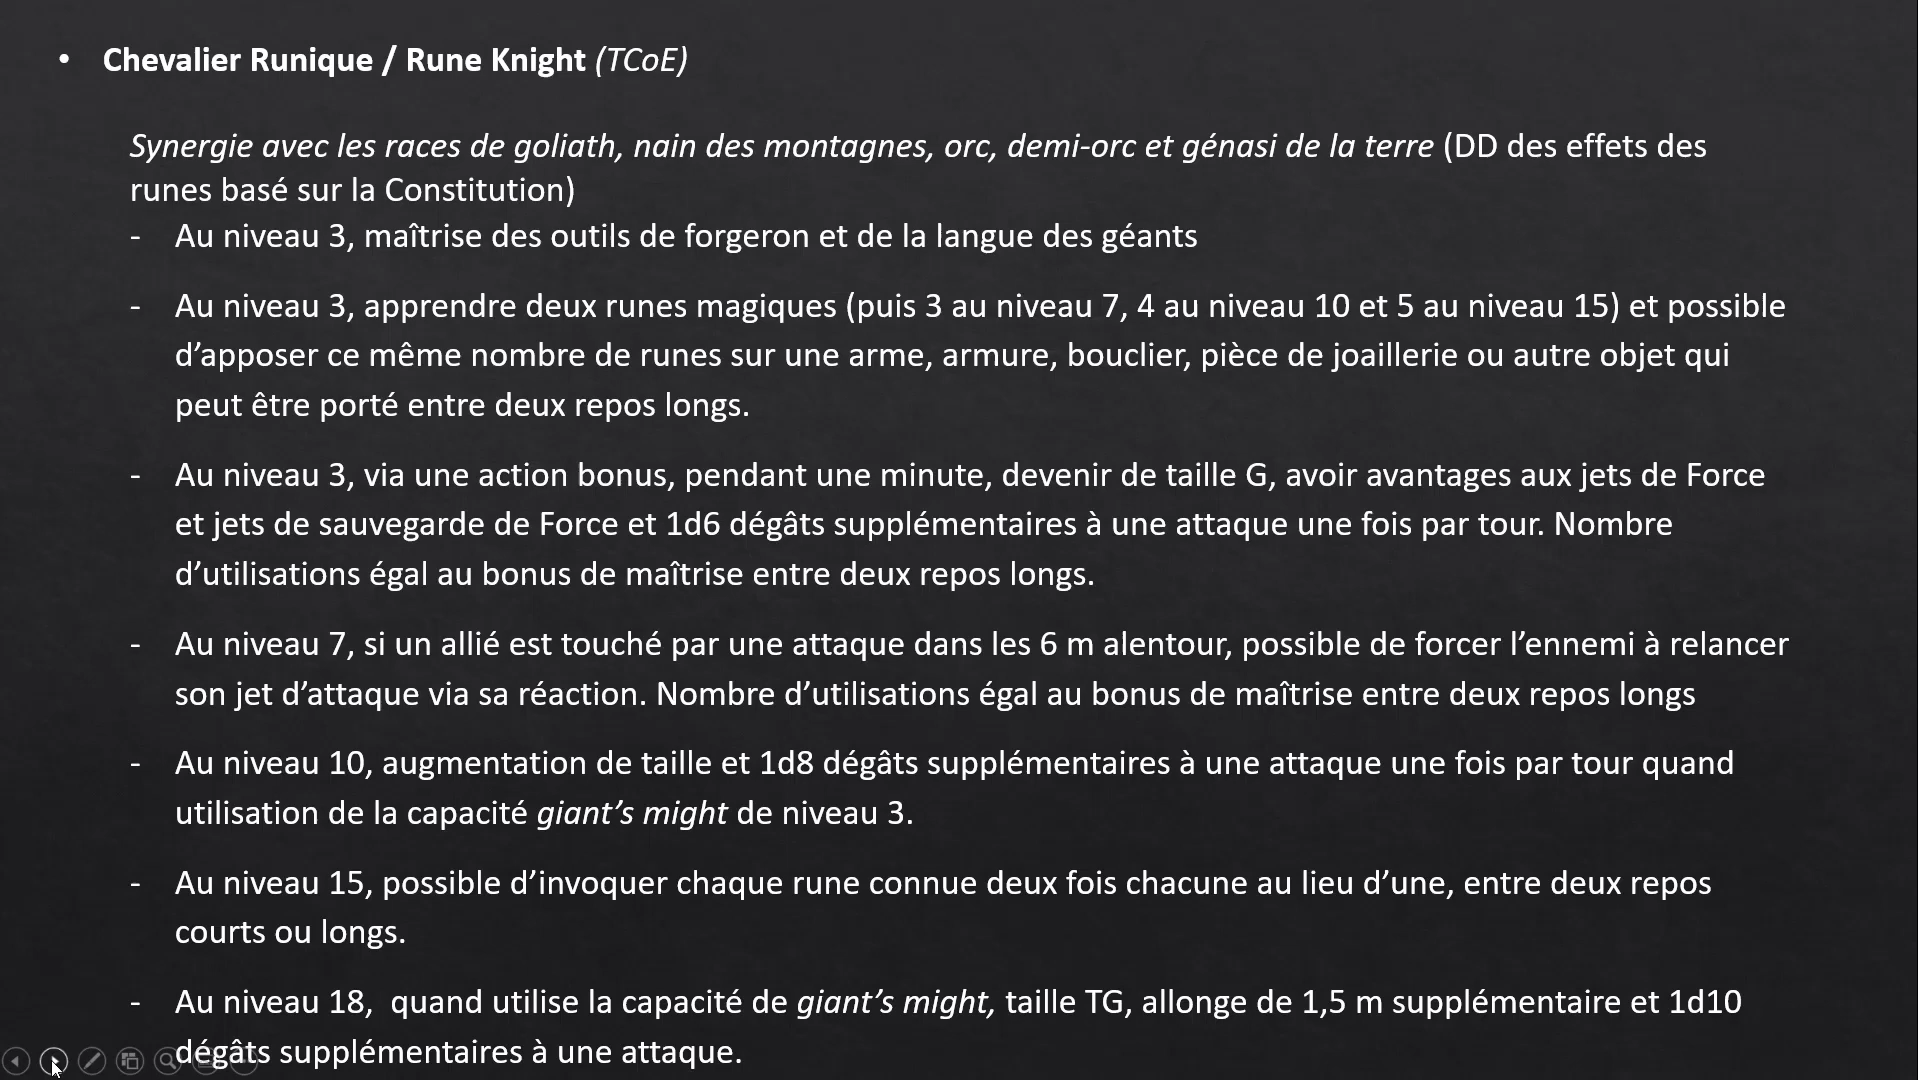 • Chevalier Runique / Rune Knight (TCoE)
Synergie avec les races de goliath, nain des montagnes, orc, demi-orc et génasi de la terre (DD des effets des
runes basé sur la Constitution)
- Au niveau 3, maîtrise des outils de forgeron et de la langue des géants
- Au niveau 3, apprendre deux runes magiques (puis 3 au niveau 7, 4 au niveau 10 et 5 au niveau 15) et possible
d’apposer ce même nombre de runes sur une arme, armure, bouclier, pièce de joaillerie ou autre objet qui
peut être porté entre deux repos longs.
- Au niveau 3, via une action bonus, pendant une minute, devenir de taille G, avoir avantages aux jets de Force
et jets de sauvegarde de Force et 1d6 dégâts supplémentaires à une attaque une fois par tour. Nombre
d’utilisations égal au bonus de maîtrise entre deux repos longs.
- Au niveau 7, si un allié est touché par une attaque dans les 6 m alentour, possible de forcer l’ennemi à relancer
son jet d’attaque via sa réaction. Nombre d’utilisations égal au bonus de maîtrise entre deux repos longs
- Au niveau 10, augmentation de taille et 1d8 dégâts supplémentaires à une attaque une fois par tour quand
utilisation de la capacité giant’s might de niveau 3.
- Au niveau 15, possible d’invoquer chaque rune connue deux fois chacune au lieu d’une, entre deux repos
courts ou longs.
- Au niveau 18,  quand utilise la capacité de giant’s might, taille TG, allonge de 1,5 m supplémentaire et 1d10
dégâts supplémentaires à une attaque.